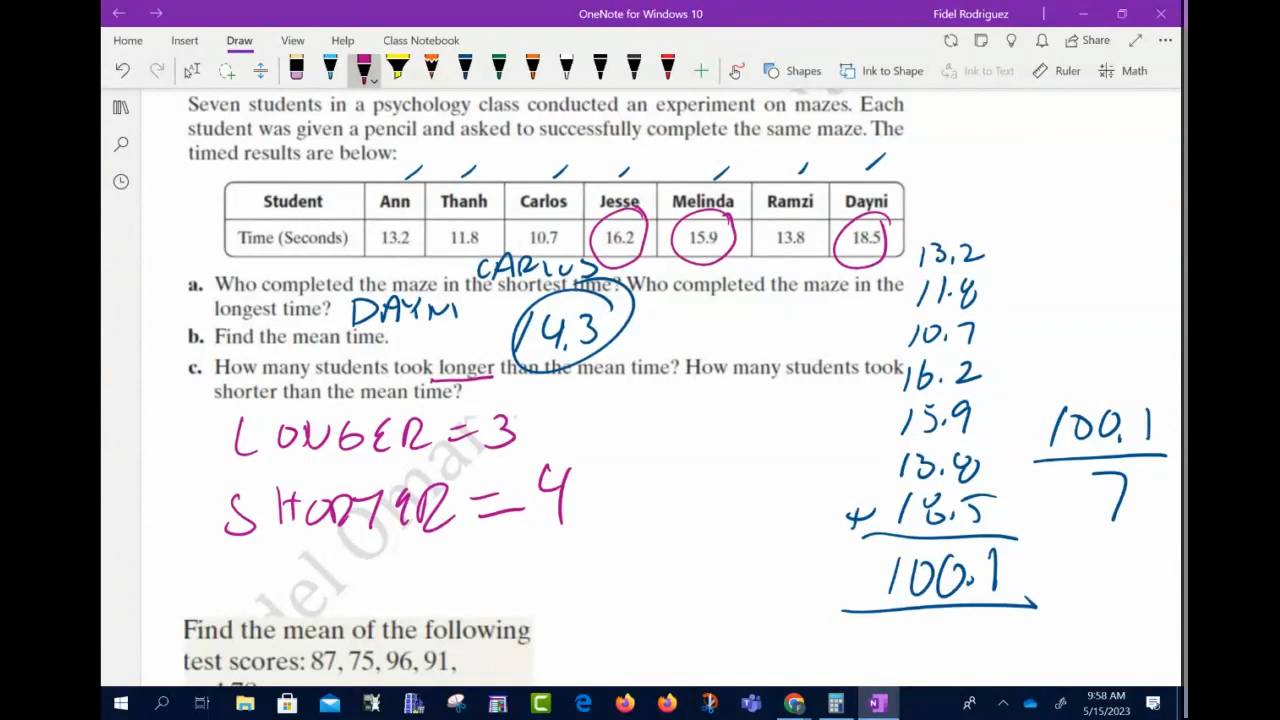 OneNote for Windows 10
Fidel Rodriguez
Home Insert Draw View Help Class Notebook
Share
Shapes Ink to Shape Ink to Text Ruler Math
Seven students in a psychology class conducted an experiment on mazes. Each
student was given a pencil and asked to successfully complete the same maze. The
timed results are below:
Student Ann Thanh Carlos Jesse Melinda Ramzi Dayni
Time (Seconds) 13.2 11.8 10.7 16.2 15.9 13.8 18.5
CARLOS
a. Who completed the maze in the shortest time? Who completed the maze in the
longest time? DAYNI
b. Find the mean time.
14.3
c. How many students took longer than the mean time? How many students took
shorter than the mean time?
LONGER = 3
SHORTER = 4
13.2
11.8
10.7
16.2
15.9
13.8
+ 18.5
100.1
100.1
7
Fidel Omar
Find the mean of the following
test scores: 87, 75, 96, 91,
9:58 AM
5/15/2023